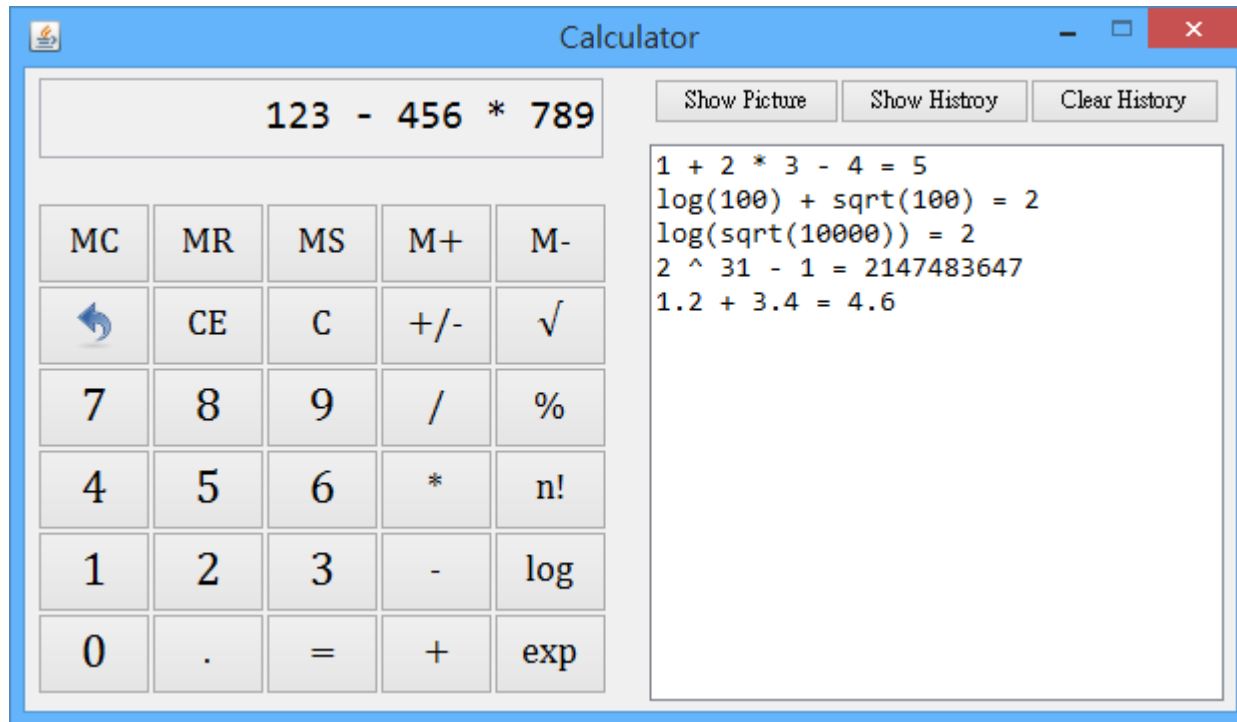 Calculator
123 - 456 * 789
Show Picture Show Histroy Clear History
1 + 2 * 3 - 4 = 5
log(100) + sqrt(100) = 2
log(sqrt(10000)) = 2
2 ^ 31 - 1 = 2147483647
1.2 + 3.4 = 4.6
MC MR MS M+ M-
CE C +/- √
7 8 9 / %
4 5 6 * n!
1 2 3 - log
0 . = + exp